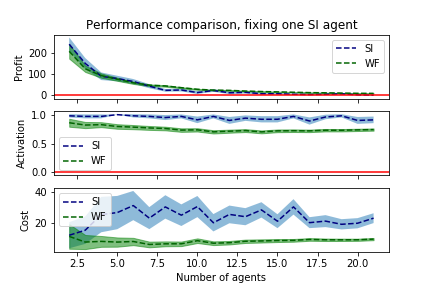 Performance comparison, fixing one SI agent
Profit
200
100
0
SI
WF
Activation
1.0
0.5
0.0
SI
WF
Cost
40
20
SI
WF
2.5 5.0 7.5 10.0 12.5 15.0 17.5 20.0
Number of agents